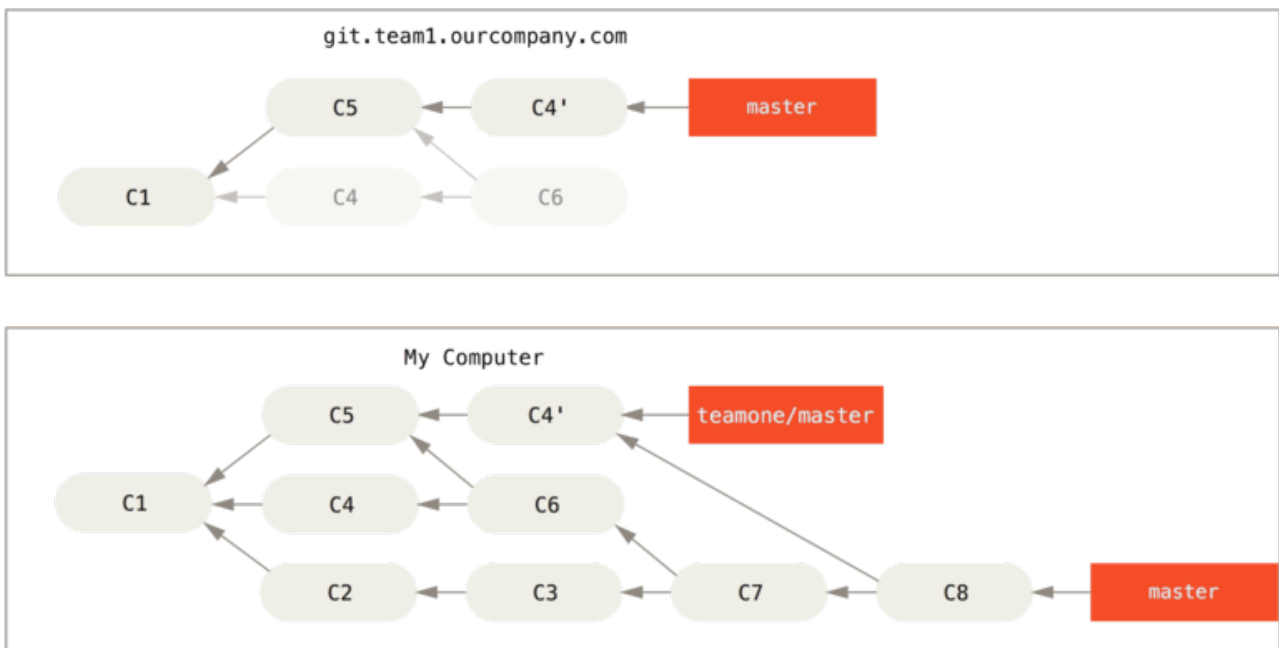 git.team1.ourcompany.com
C5
C4'
master
C1
C4
C6
My Computer
C5
C4'
teamone/master
C1
C4
C6
C2
C3
C7
C8
master